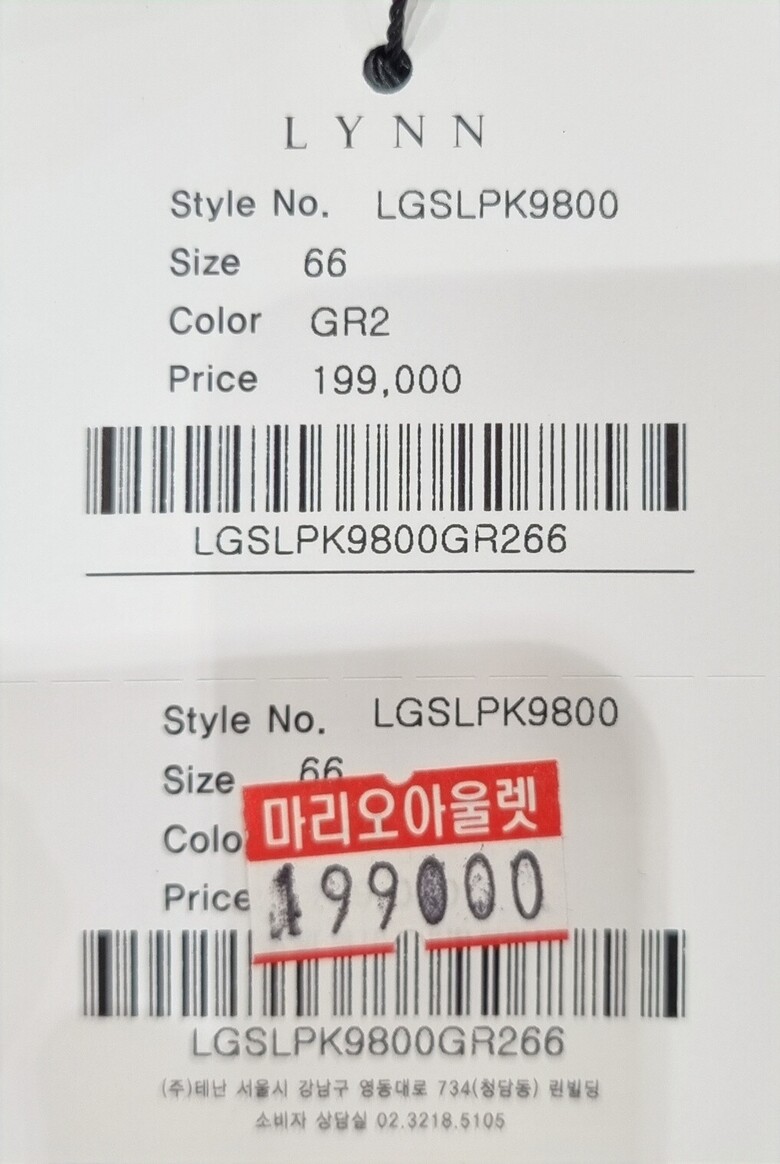 LYNN
Style No. LGSLPK9800
Size 66
Color GR2
Price 199,000
LGSLPK9800GR266
Style No. LGSLPK9800
Size 66
마리오아울렛
Colo
199000
Price
LGSLPK9800GR266
(주)테난 서울시 강남구 영동대로 734(청담동) 린빌딩
소비자 상담실 02.3218.5105